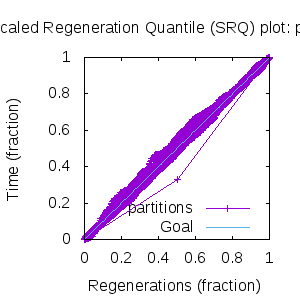 caled Regeneration Quantile (SRQ) plot: p
1
0.8
0.6
0.4
0.2
0
0
0.2
0.4
0.6
0.8
1
Time (fraction)
Regenerations (fraction)
partitions
Goal